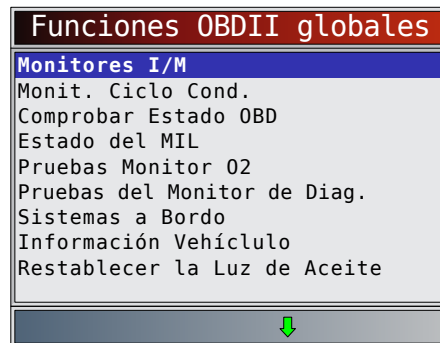 Funciones OBDII globales
Monitores I/M
Monit. Ciclo Cond.
Comprobar Estado OBD
Estado del MIL
Pruebas Monitor O2
Pruebas del Monitor de Diag.
Sistemas a Bordo
Información Vehíclulo
Restablecer la Luz de Aceite